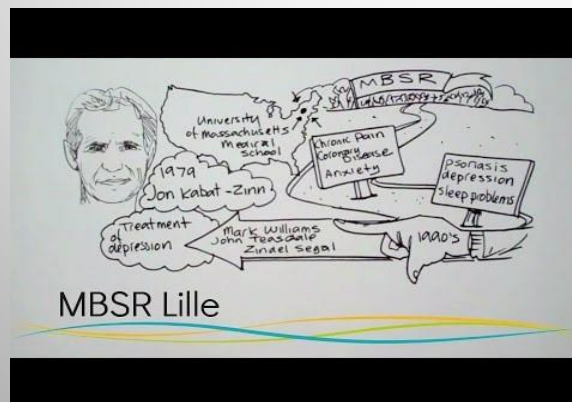 MBSR
University
of massachusetts
medical
school
Chronic Pain
Coronary
Disease
Anxiety
psoriasis
depression
sleep problems
1979
Jon Kabat-Zinn
Treatment
of
depression
Mark Williams
John Teasdale
Zindel Segal
1990's
MBSR Lille